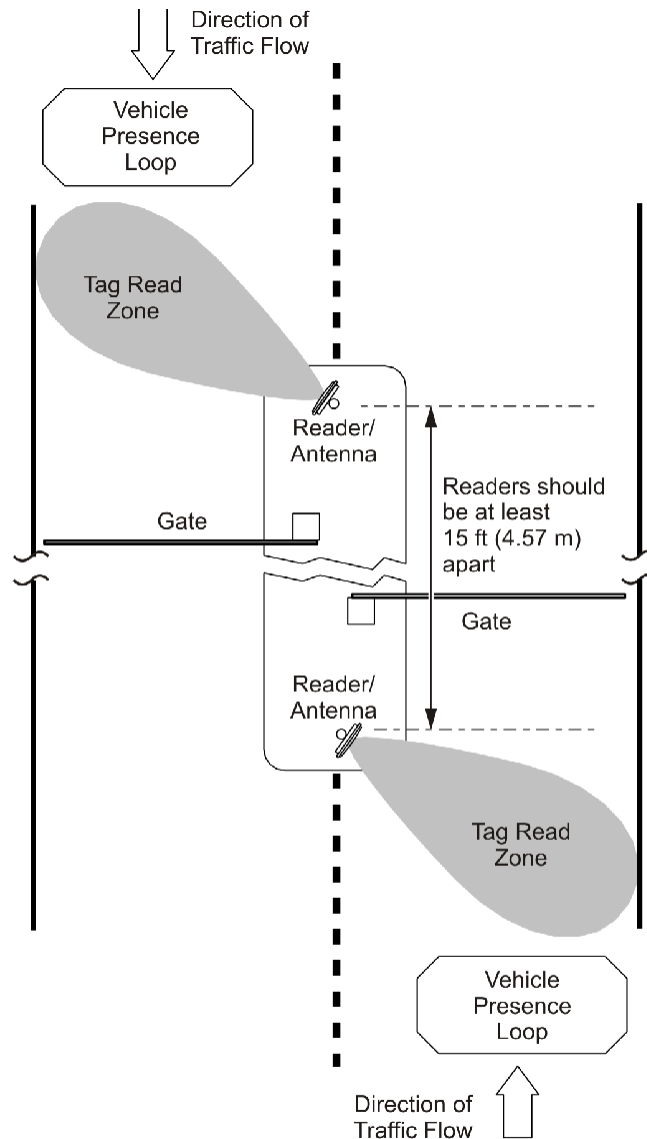 Direction of
Traffic Flow
Vehicle
Presence
Loop
Tag Read
Zone
Reader/
Antenna
Readers should
be at least
15 ft (4.57 m)
apart
Gate
Gate
Reader/
Antenna
Tag Read
Zone
Vehicle
Presence
Loop
Direction of
Traffic Flow